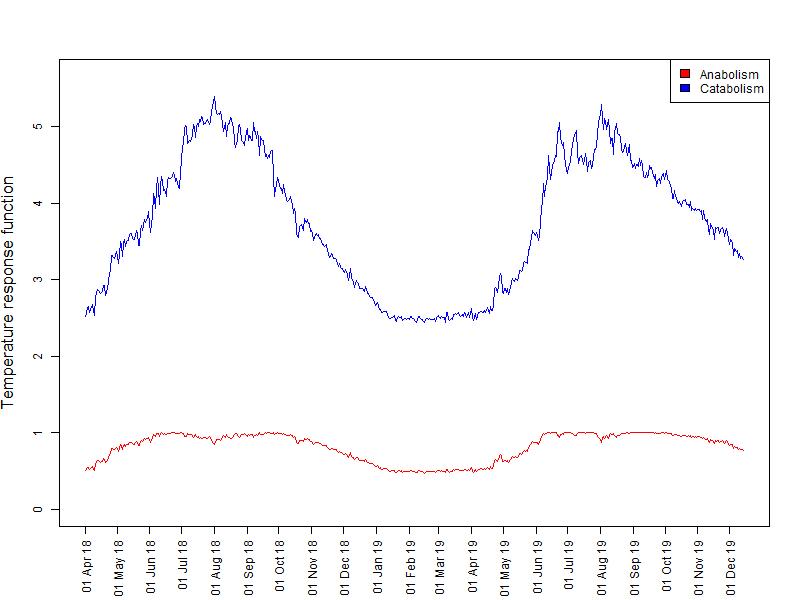 Anabolism
Catabolism
Temperature response function
5
4
3
2
1
0
01 Apr 18
01 May 18
01 Jun 18
01 Jul 18
01 Aug 18
01 Sep 18
01 Oct 18
01 Nov 18
01 Dec 18
01 Jan 19
01 Feb 19
01 Mar 19
01 Apr 19
01 May 19
01 Jun 19
01 Jul 19
01 Aug 19
01 Sep 19
01 Oct 19
01 Nov 19
01 Dec 19